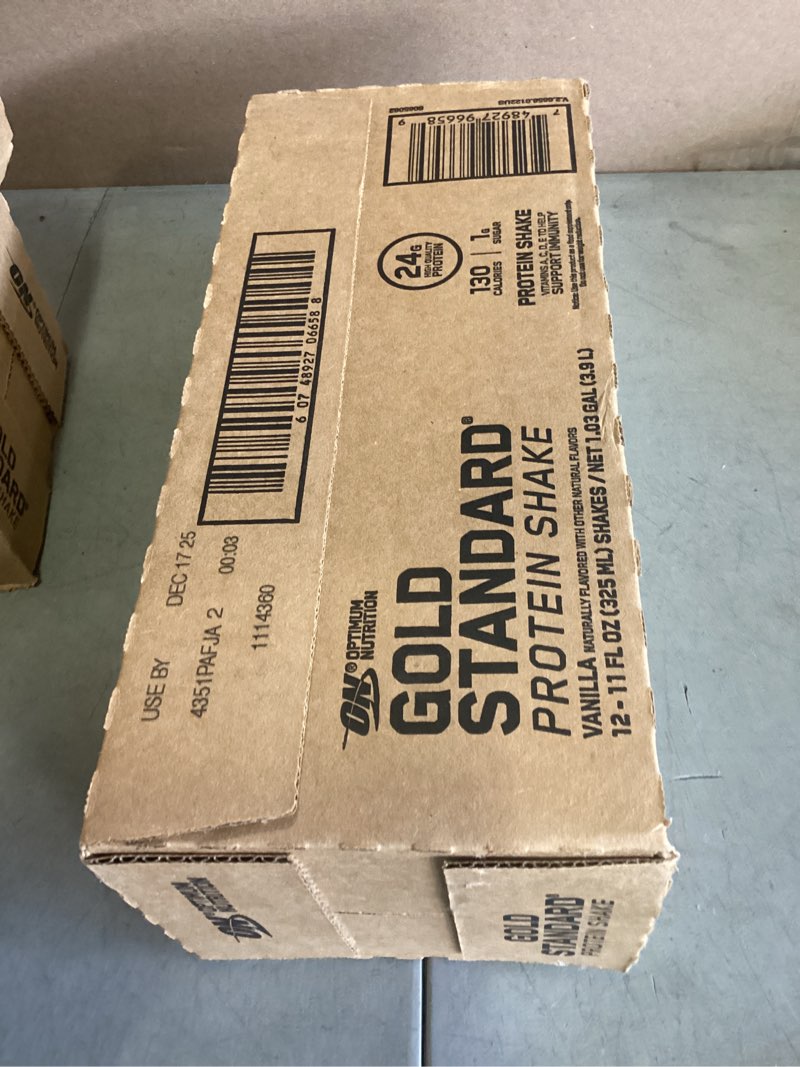 USE BY DEC 17 25
4351PAFJA 2 00:03
1114360
6 07 48927 06658 8
ON® OPTIMUM
NUTRITION
GOLD
STANDARD®
PROTEIN SHAKE
VANILLA NATURALLY FLAVORED WITH OTHER NATURAL FLAVORS
12 - 11 FL OZ (325 ML) SHAKES / NET 1.03 GAL (3.9 L)
24G
HIGH QUALITY
PROTEIN
130
CALORIES
1G
SUGAR
PROTEIN SHAKE
VITAMINS A, C, D, E TO HELP
SUPPORT IMMUNITY
7 48927 96658 9
ON
GOLD
STANDARD®
PROTEIN SHAKE
ON